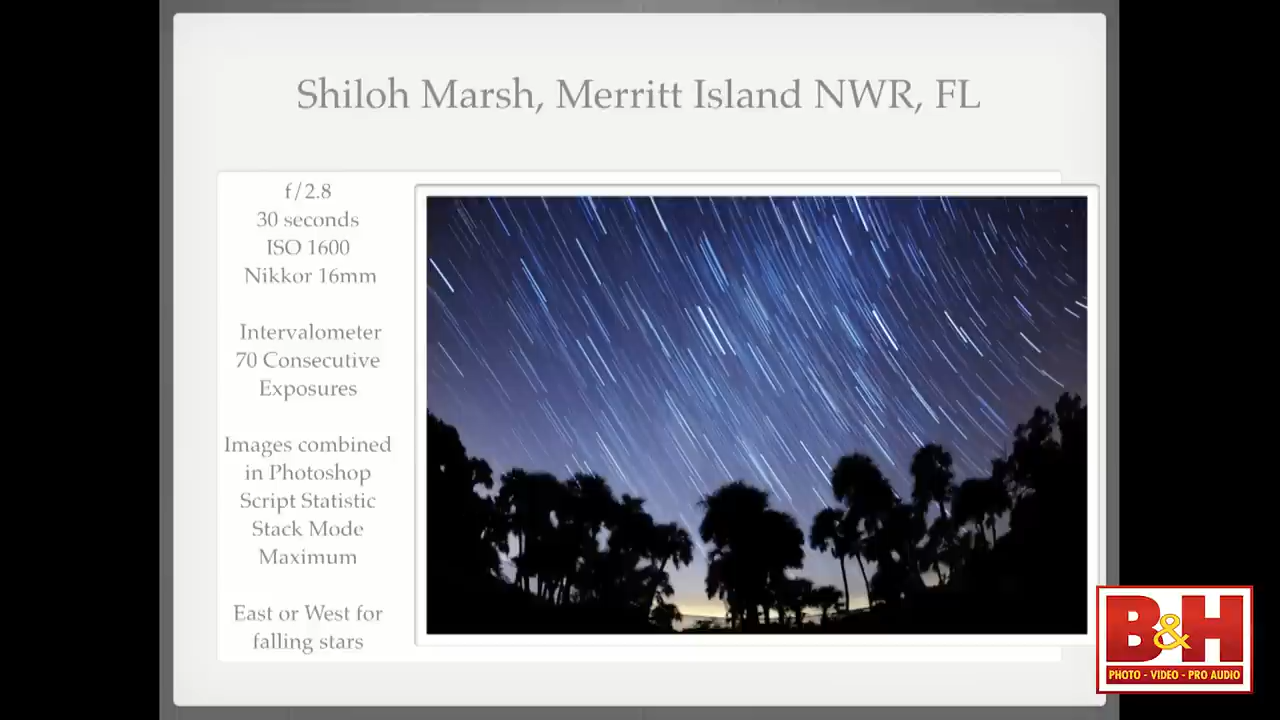 Shiloh Marsh, Merritt Island NWR, FL
f/2.8
30 seconds
ISO 1600
Nikkor 16mm
Intervalometer
70 Consecutive
Exposures
Images combined
in Photoshop
Script Statistic
Stack Mode
Maximum
East or West for
falling stars
B&H
PHOTO - VIDEO - PRO AUDIO